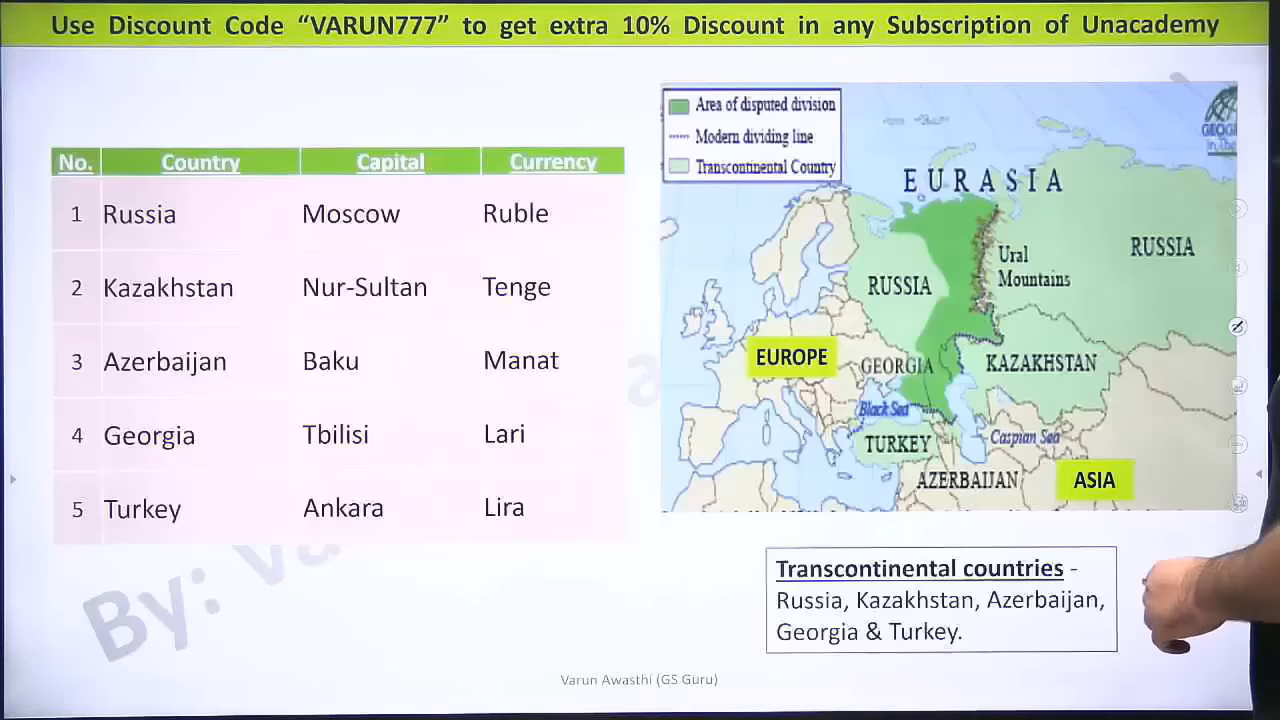 Use Discount Code “VARUN777” to get extra 10% Discount in any Subscription of Unacademy
No. Country Capital Currency
1 Russia Moscow Ruble
2 Kazakhstan Nur-Sultan Tenge
3 Azerbaijan Baku Manat
4 Georgia Tbilisi Lari
5 Turkey Ankara Lira
Area of disputed division
Modern dividing line
Transcontinental Country
EURASIA
RUSSIA
Ural
Mountains
RUSSIA
EUROPE
GEORGIA
KAZAKHSTAN
Black Sea
TURKEY
Caspian Sea
AZERBAIJAN
ASIA
Transcontinental countries -
Russia, Kazakhstan, Azerbaijan,
Georgia & Turkey.
By:
Varun Awasthi (GS Guru)